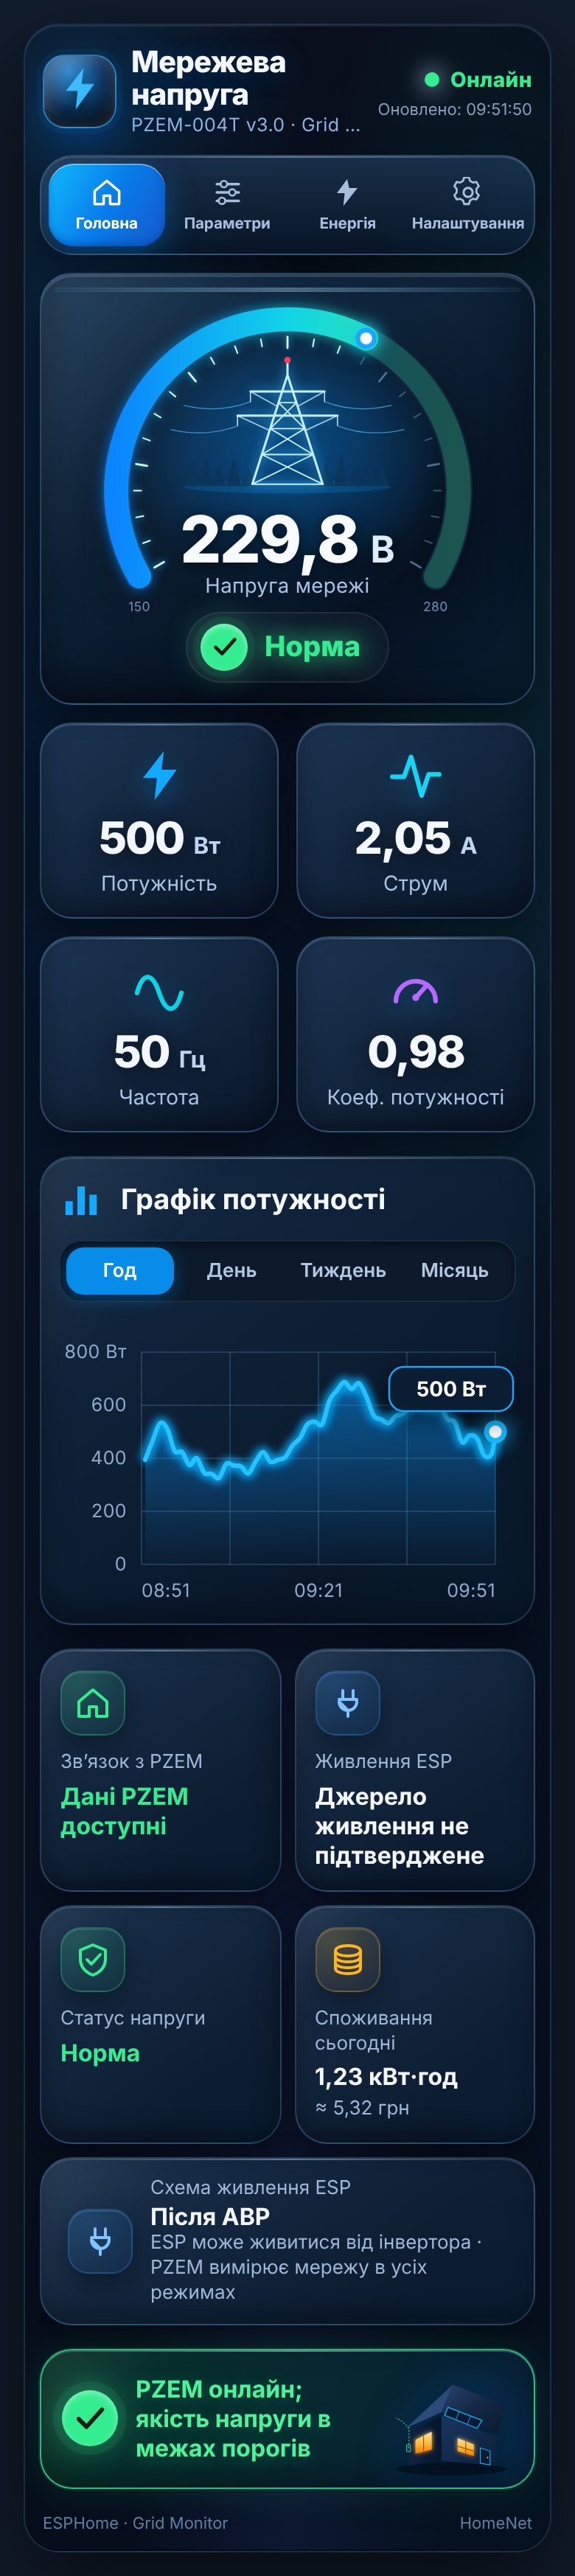 Мережева
напруга
PZEM-004T v3.0 · Grid ...
Онлайн
Оновлено: 09:51:50
Головна
Параметри
Енергія
Налаштування
229,8 В
Напруга мережі
150
280
Норма
500 Вт
Потужність
2,05 А
Струм
50 Гц
Частота
0,98
Коеф. потужності
Графік потужності
Год
День
Тиждень
Місяць
800 Вт
500 Вт
600
400
200
0
08:51
09:21
09:51
Зв’язок з PZEM
Дані PZEM
доступні
Живлення ESP
Джерело
живлення не
підтверджене
Статус напруги
Норма
Споживання
сьогодні
1,23 кВт·год
≈ 5,32 грн
Схема живлення ESP
Після АВР
ESP може живитися від інвертора ·
PZEM вимірює мережу в усіх
режимах
PZEM онлайн;
якість напруги в
межах порогів
ESPHome · Grid Monitor
HomeNet